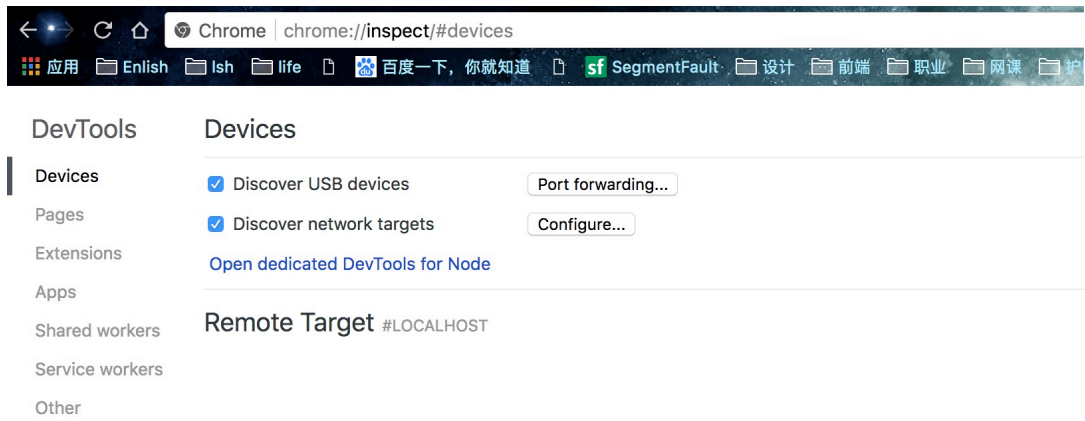 Chrome chrome://inspect/#devices
应用 Enlish lsh life 百度一下，你就知道 sf SegmentFault 设计 前端 职业 网课
DevTools
Devices
Pages
Extensions
Apps
Shared workers
Service workers
Other
Devices
Discover USB devices Port forwarding...
Discover network targets Configure...
Open dedicated DevTools for Node
Remote Target #LOCALHOST